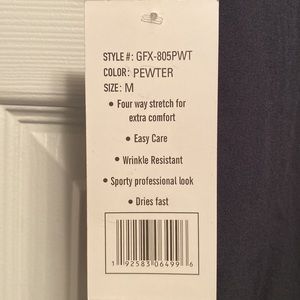 STYLE #: GFX-805PWT
COLOR: PEWTER
SIZE: M
• Four way stretch for
extra comfort
• Easy Care
• Wrinkle Resistant
• Sporty professional look
• Dries fast
1 92583 06499 6